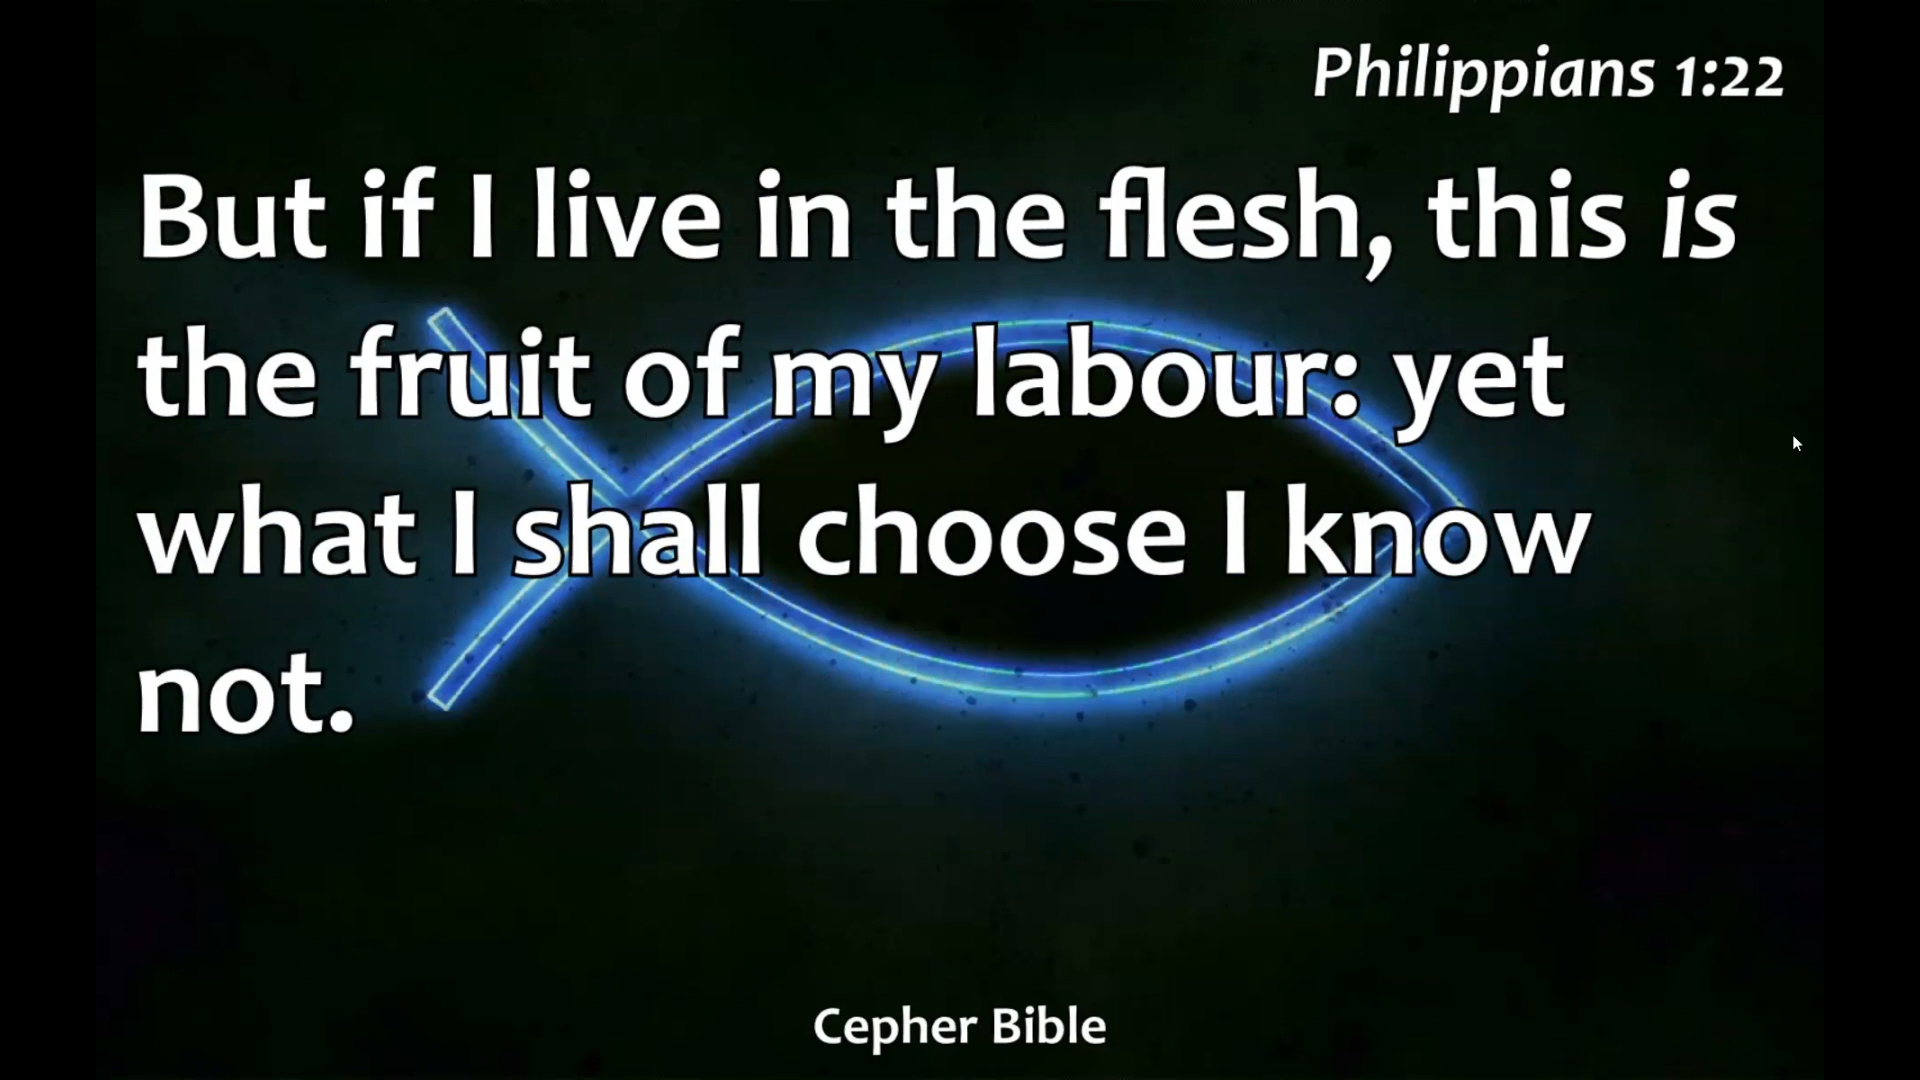 Philippians 1:22
But if I live in the flesh, this is
the fruit of my labour: yet
what I shall choose I know
not.
Cepher Bible